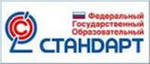 Федеральный
Государственный
Образовательный
СТАНДАРТ